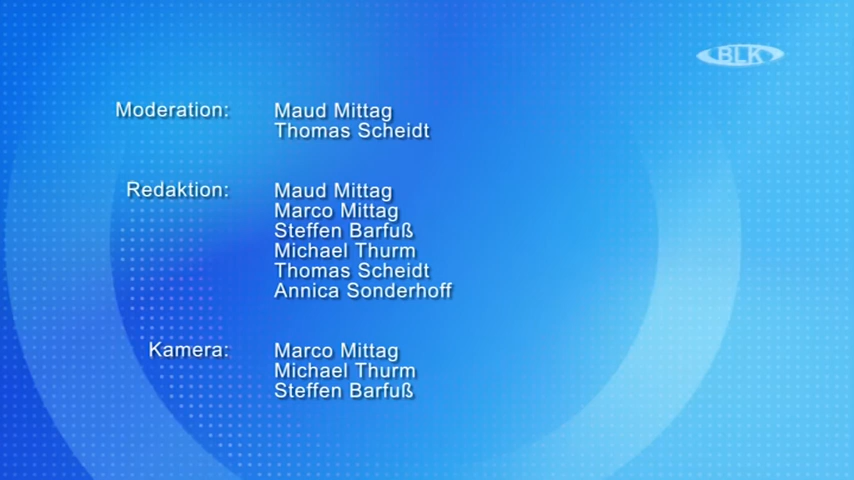 BLK
Moderation: Maud Mittag
Thomas Scheidt
Redaktion: Maud Mittag
Marco Mittag
Steffen Barfuß
Michael Thurm
Thomas Scheidt
Annica Sonderhoff
Kamera: Marco Mittag
Michael Thurm
Steffen Barfuß